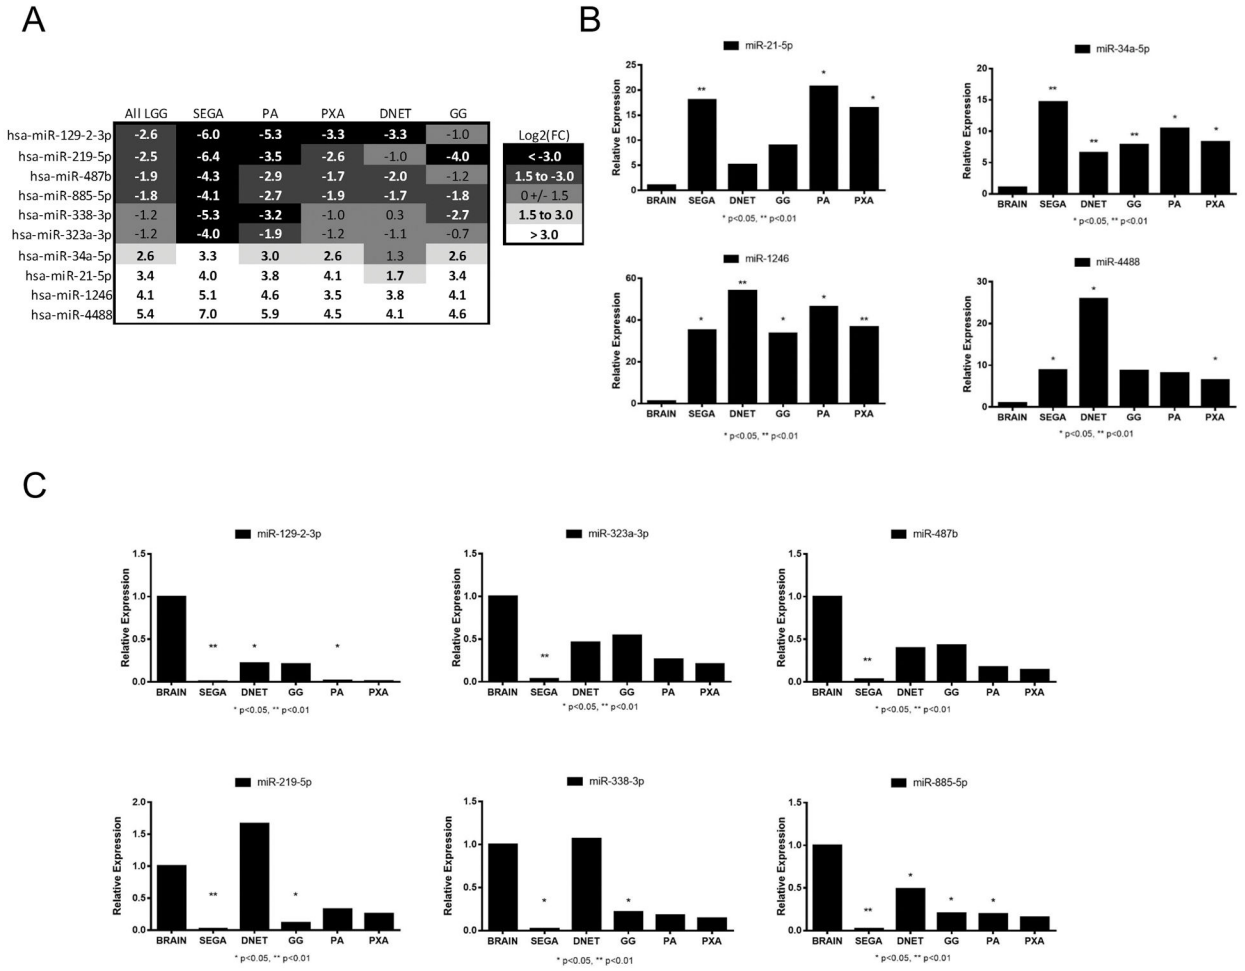 A
All LGG SEGA PA PXA DNET GG
hsa-miR-129-2-3p -2.6 -6.0 -5.3 -3.3 -3.3 -1.0
hsa-miR-219-5p -2.5 -6.4 -3.5 -2.6 -1.0 -4.0
hsa-miR-487b -1.9 -4.3 -2.9 -1.7 -2.0 -1.2
hsa-miR-885-5p -1.8 -4.1 -2.7 -1.9 -1.7 -1.8
hsa-miR-338-3p -1.2 -5.3 -3.2 -1.0 0.3 -2.7
hsa-miR-323a-3p -1.2 -4.0 -1.9 -1.2 -1.1 -0.7
hsa-miR-34a-5p 2.6 3.3 3.0 2.6 1.3 2.6
hsa-miR-21-5p 3.4 4.0 3.8 4.1 1.7 3.4
hsa-miR-1246 4.1 5.1 4.6 3.5 3.8 4.1
hsa-miR-4488 5.4 7.0 5.9 4.5 4.1 4.6
Log2(FC)
< -3.0
1.5 to -3.0
0 +/- 1.5
1.5 to 3.0
> 3.0
B
miR-21-5p
Relative Expression
25
20
15
10
5
0
** * *
BRAIN SEGA DNET GG PA PXA
* p<0.05, ** p<0.01
miR-34a-5p
Relative Expression
20
15
10
5
0
** ** ** * *
BRAIN SEGA DNET GG PA PXA
* p<0.05, ** p<0.01
miR-1246
Relative Expression
60
40
20
0
* ** * * **
BRAIN SEGA DNET GG PA PXA
* p<0.05, ** p<0.01
miR-4488
Relative Expression
30
20
10
0
* * *
BRAIN SEGA DNET GG PA PXA
* p<0.05, ** p<0.01
C
miR-129-2-3p
Relative Expression
1.5
1.0
0.5
0.0
** * *
BRAIN SEGA DNET GG PA PXA
* p<0.05, ** p<0.01
miR-323a-3p
Relative Expression
1.5
1.0
0.5
0.0
**
BRAIN SEGA DNET GG PA PXA
* p<0.05, ** p<0.01
miR-487b
Relative Expression
1.5
1.0
0.5
0.0
**
BRAIN SEGA DNET GG PA PXA
* p<0.05, ** p<0.01
miR-219-5p
Relative Expression
2.0
1.5
1.0
0.5
0.0
** *
BRAIN SEGA DNET GG PA PXA
* p<0.05, ** p<0.01
miR-338-3p
Relative Expression
1.5
1.0
0.5
0.0
* *
BRAIN SEGA DNET GG PA PXA
* p<0.05, ** p<0.01
miR-885-5p
Relative Expression
1.5
1.0
0.5
0.0
** * * *
BRAIN SEGA DNET GG PA PXA
* p<0.05, ** p<0.01